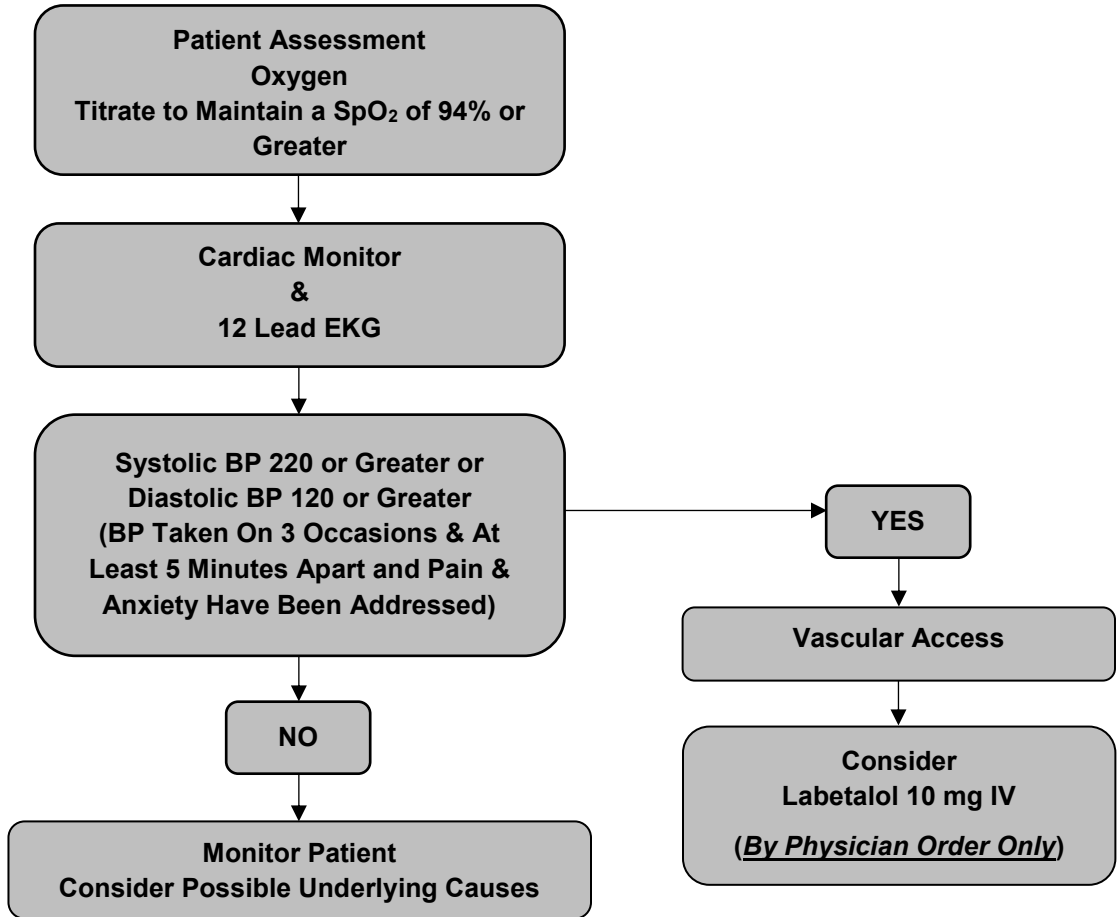 Patient Assessment
Oxygen
Titrate to Maintain a SpO₂ of 94% or
Greater
Cardiac Monitor
&
12 Lead EKG
Systolic BP 220 or Greater or
Diastolic BP 120 or Greater
(BP Taken On 3 Occasions & At
Least 5 Minutes Apart and Pain &
Anxiety Have Been Addressed)
YES
Vascular Access
Consider
Labetalol 10 mg IV
(By Physician Order Only)
NO
Monitor Patient
Consider Possible Underlying Causes